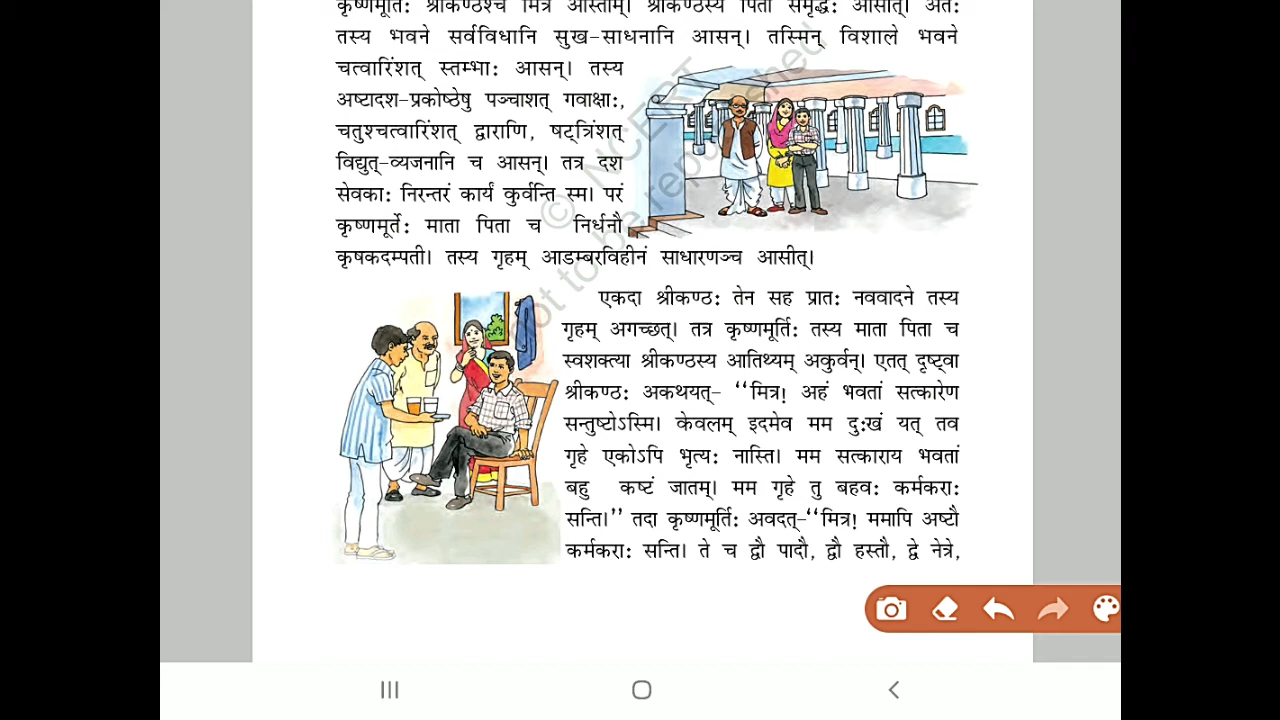 कृष्णमूर्तिः श्रीकण्ठश्च मित्रे आस्ताम्। श्रीकण्ठस्य पिता समृद्धः आसीत्। अतः
तस्य भवने सर्वविधानि सुख-साधनानि आसन्। तस्मिन् विशाले भवने
चत्वारिंशत् स्तम्भाः आसन्। तस्य
अष्टादश-प्रकोष्ठेषु पञ्चाशत् गवाक्षाः,
चतुश्चत्वारिंशत् द्वाराणि, षट्त्रिंशत्
विद्युत्-व्यजनानि च आसन्। तत्र दश
सेवकाः निरन्तरं कार्यं कुर्वन्ति स्म। परं
कृष्णमूर्तेः माता पिता च निर्धनौ
कृषकदम्पती। तस्य गृहम् आडम्बरविहीनं साधारणञ्च आसीत्।
एकदा श्रीकण्ठः तेन सह प्रातः नववादने तस्य
गृहम् अगच्छत्। तत्र कृष्णमूर्तिः तस्य माता पिता च
स्वशक्त्या श्रीकण्ठस्य आतिथ्यम् अकुर्वन्। एतत् दृष्ट्वा
श्रीकण्ठः अकथयत्- “मित्र! अहं भवतां सत्कारेण
सन्तुष्टोऽस्मि। केवलम् इदमेव मम दुःखं यत् तव
गृहे एकोऽपि भृत्यः नास्ति। मम सत्काराय भवतां
बहु कष्टं जातम्। मम गृहे तु बहवः कर्मकराः
सन्ति।” तदा कृष्णमूर्तिः अवदत्-“मित्र! ममापि अष्टौ
कर्मकराः सन्ति। ते च द्वौ पादौ, द्वौ हस्तौ, द्वे नेत्रे,
© NCERT
not to be republished